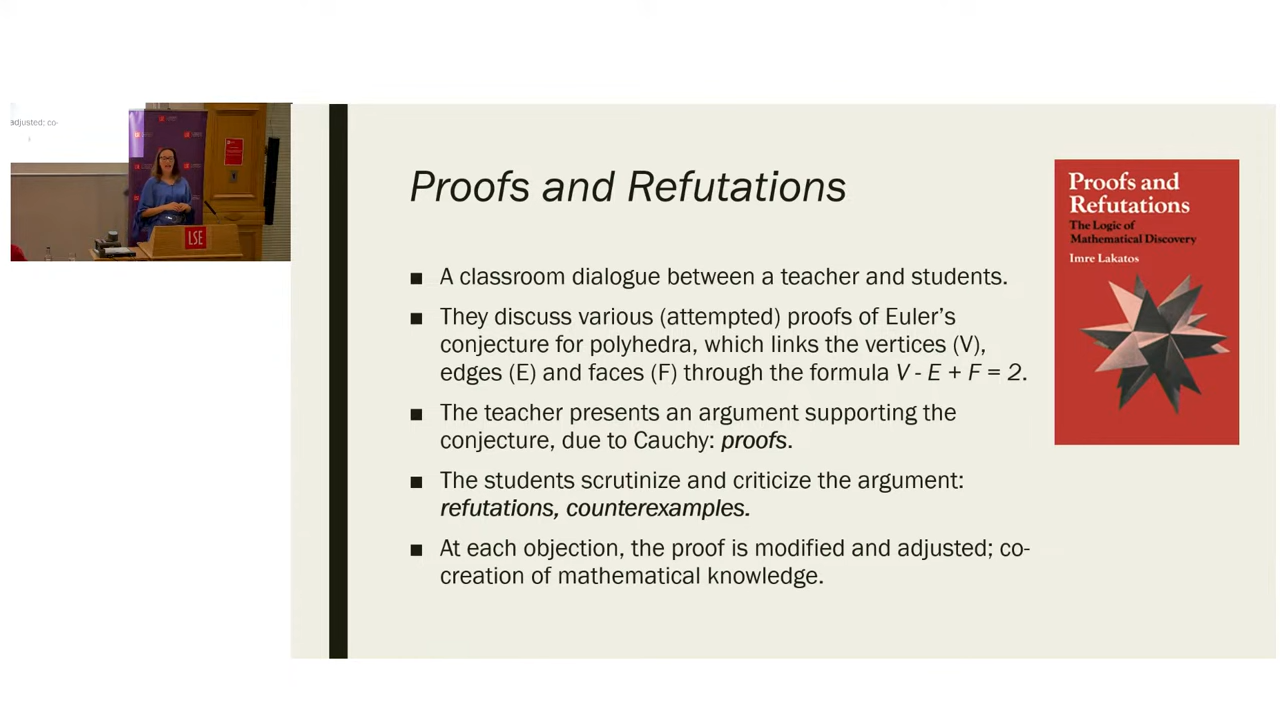 adjusted; co-
LSE
Proofs and Refutations
■ A classroom dialogue between a teacher and students.
■ They discuss various (attempted) proofs of Euler’s
conjecture for polyhedra, which links the vertices (V),
edges (E) and faces (F) through the formula V - E + F = 2.
■ The teacher presents an argument supporting the
conjecture, due to Cauchy: proofs.
■ The students scrutinize and criticize the argument:
refutations, counterexamples.
■ At each objection, the proof is modified and adjusted; co-
creation of mathematical knowledge.
Proofs and
Refutations
The Logic of
Mathematical Discovery
Imre Lakatos